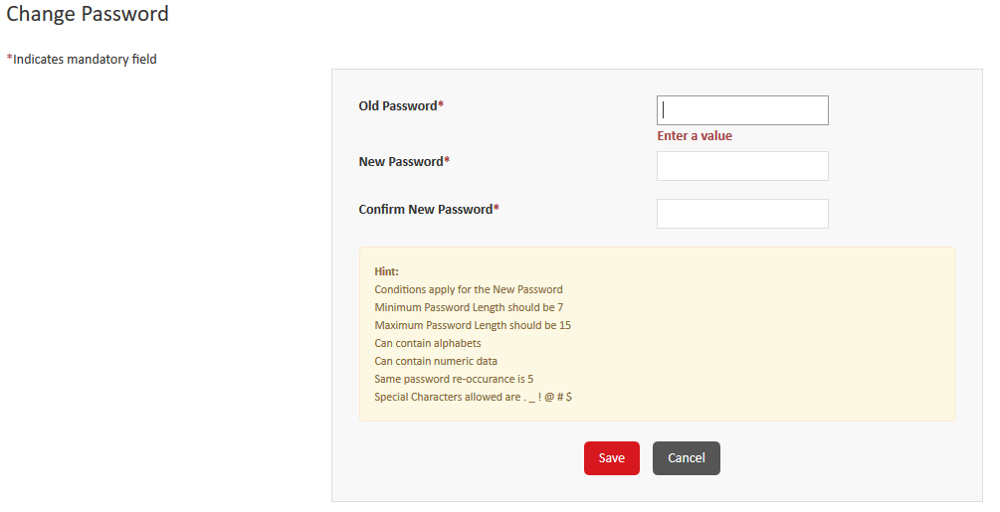 Change Password
*Indicates mandatory field
Old Password*
Enter a value
New Password*
Confirm New Password*
Hint:
Conditions apply for the New Password
Minimum Password Length should be 7
Maximum Password Length should be 15
Can contain alphabets
Can contain numeric data
Same password re-occurance is 5
Special Characters allowed are . _ ! @ # $
Save
Cancel